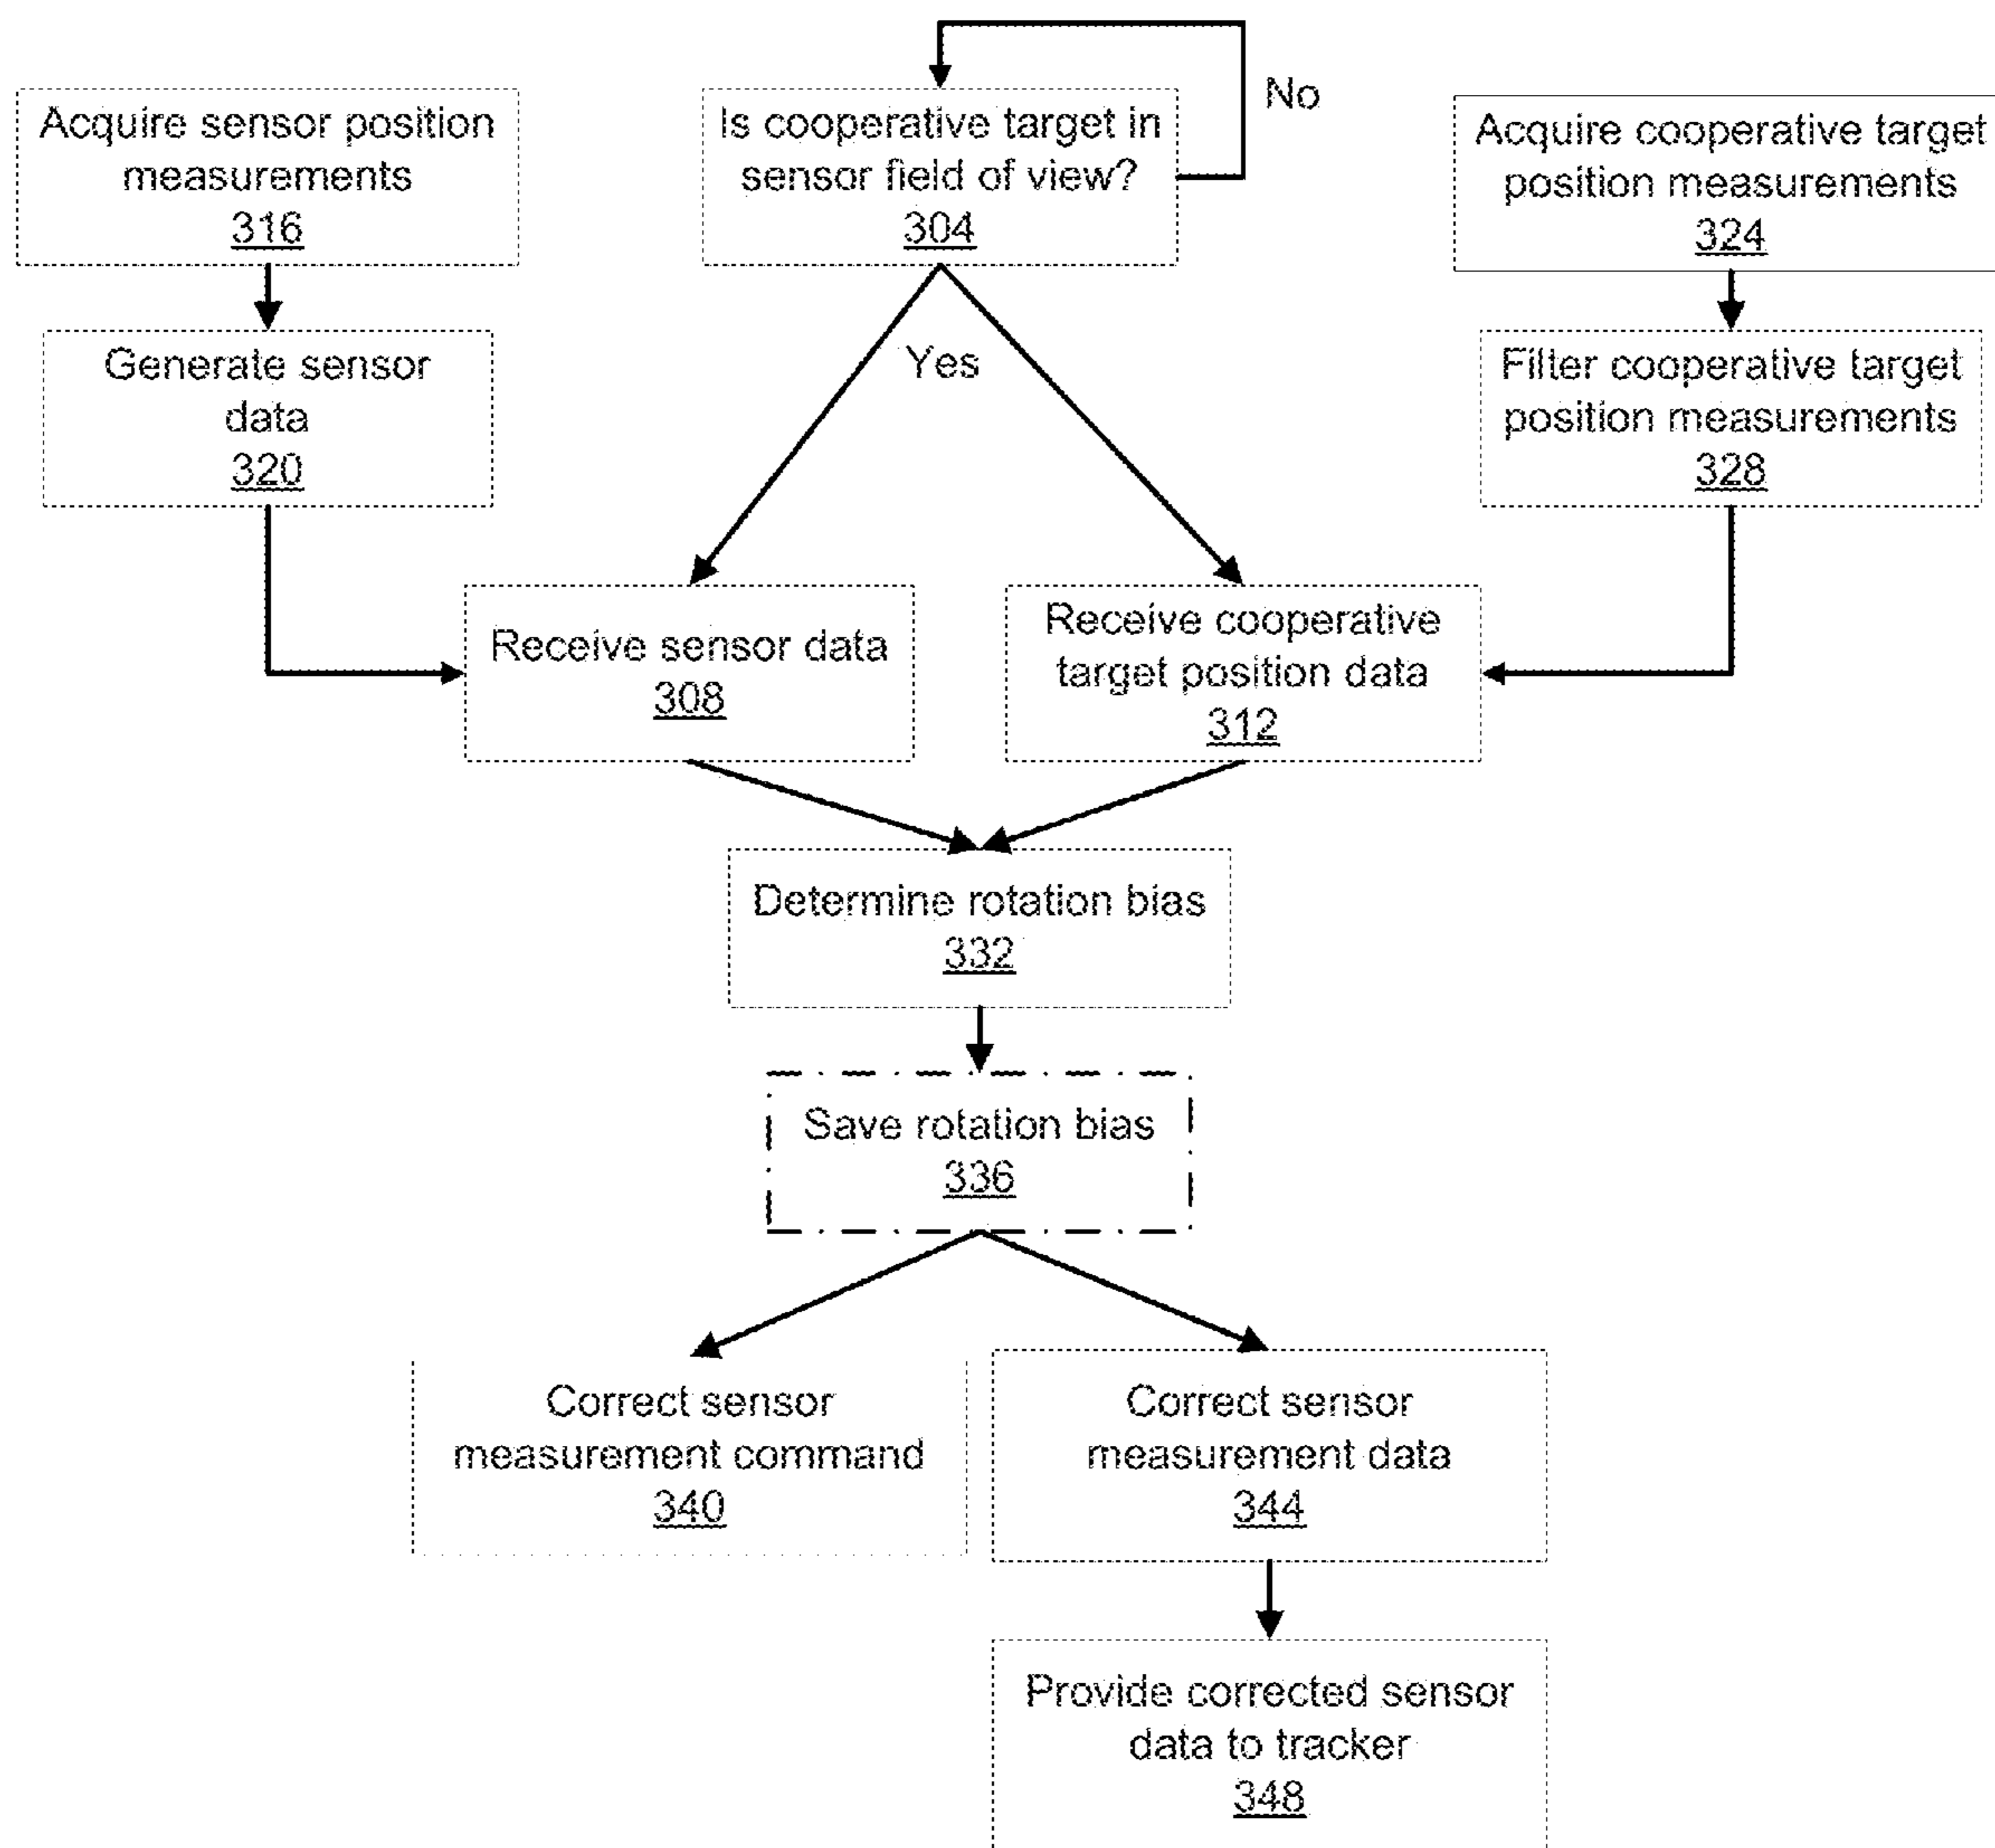 Acquire sensor position
measurements
316
Is cooperative target in
sensor field of view?
304
No
Acquire cooperative target
position measurements
324
Generate sensor
data
320
Yes
Filter cooperative target
position measurements
328
Receive sensor data
308
Receive cooperative
target position data
312
Determine rotation bias
332
Save rotation bias
336
Correct sensor
measurement command
340
Correct sensor
measurement data
344
Provide corrected sensor
data to tracker
348